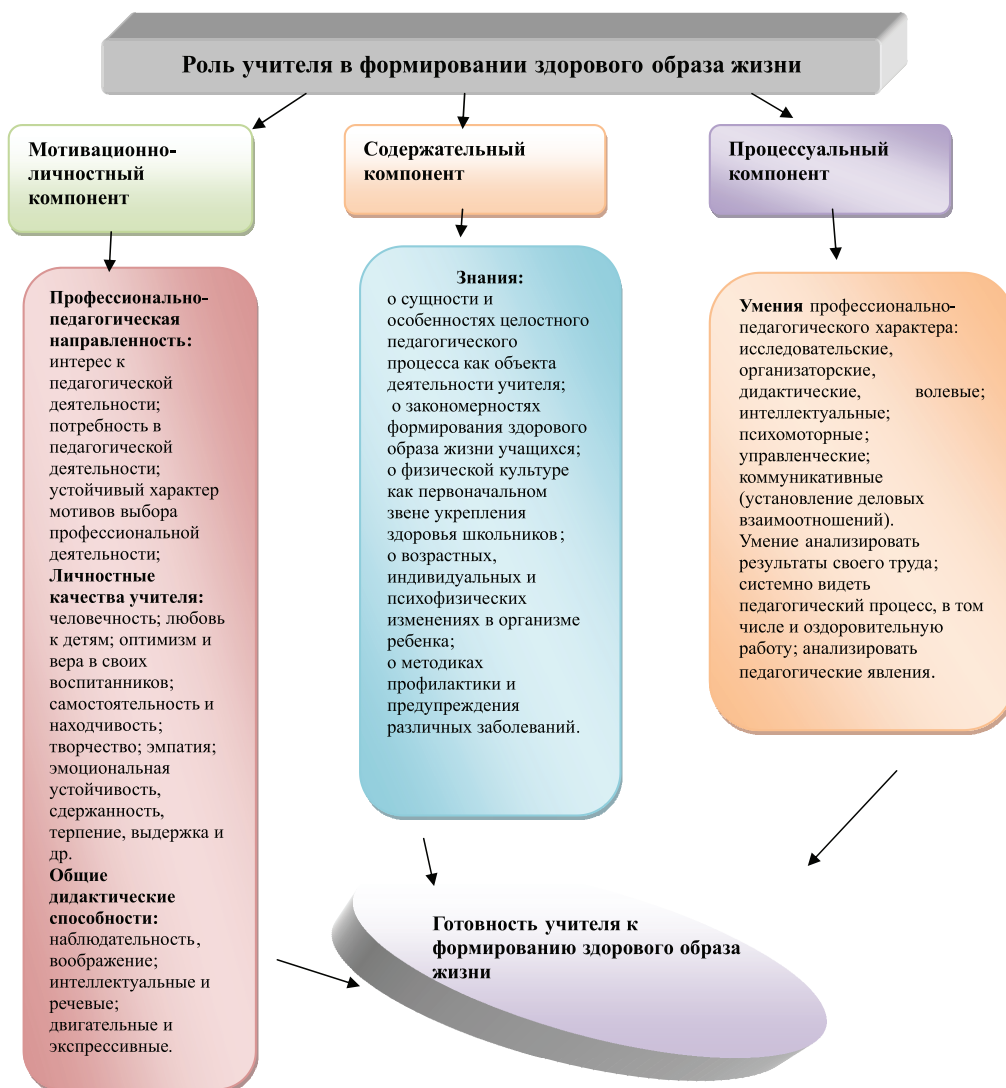 Роль учителя в формировании здорового образа жизни
Мотивационно-
личностный
компонент
Содержательный
компонент
Процессуальный
компонент
Профессионально-
педагогическая
направленность:
интерес к
педагогической
деятельности;
потребность в
педагогической
деятельности;
устойчивый характер
мотивов выбора
профессиональной
деятельности;
Личностные
качества учителя:
человечность; любовь
к детям; оптимизм и
вера в своих
воспитанников;
самостоятельность и
находчивость;
творчество; эмпатия;
эмоциональная
устойчивость,
сдержанность,
терпение, выдержка и
др.
Общие
дидактические
способности:
наблюдательность,
воображение;
интеллектуальные и
речевые;
двигательные и
экспрессивные.
Знания:
о сущности и
особенностях целостного
педагогического
процесса как объекта
деятельности учителя;
о закономерностях
формирования здорового
образа жизни учащихся;
о физической культуре
как первоначальном
звене укрепления
здоровья школьников;
о возрастных,
индивидуальных и
психофизических
изменениях в организме
ребенка;
о методиках
профилактики и
предупреждения
различных заболеваний.
Умения профессионально-
педагогического характера:
исследовательские,
организаторские,
дидактические, волевые;
интеллектуальные;
психомоторные;
управленческие;
коммуникативные
(установление деловых
взаимоотношений).
Умение анализировать
результаты своего труда;
системно видеть
педагогический процесс, в том
числе и оздоровительную
работу; анализировать
педагогические явления.
Готовность учителя к
формированию здорового образа
жизни